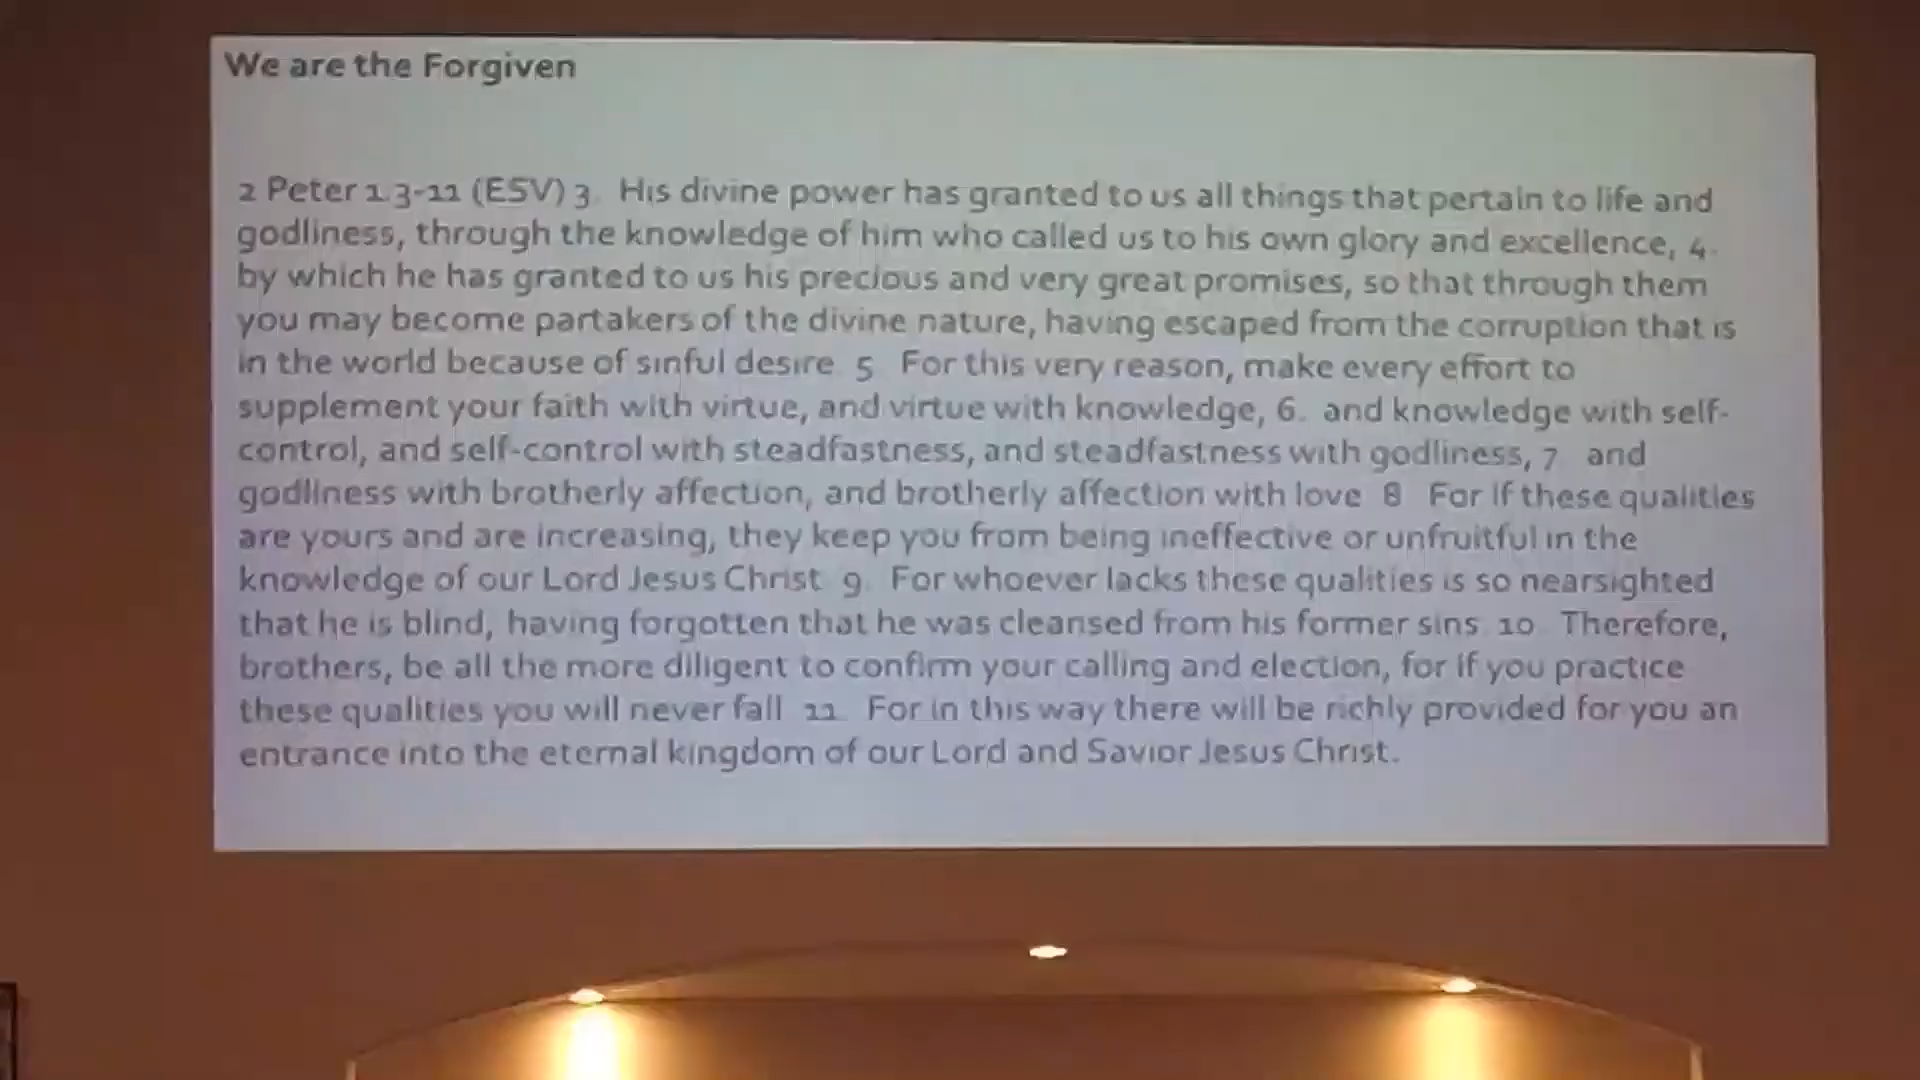 We are the Forgiven
2 Peter 1.3-11 (ESV) 3. His divine power has granted to us all things that pertain to life and
godliness, through the knowledge of him who called us to his own glory and excellence, 4.
by which he has granted to us his precious and very great promises, so that through them
you may become partakers of the divine nature, having escaped from the corruption that is
in the world because of sinful desire. 5 For this very reason, make every effort to
supplement your faith with virtue, and virtue with knowledge, 6. and knowledge with self-
control, and self-control with steadfastness, and steadfastness with godliness, 7 and
godliness with brotherly affection, and brotherly affection with love 8 For if these qualities
are yours and are increasing, they keep you from being ineffective or unfruitful in the
knowledge of our Lord Jesus Christ 9. For whoever lacks these qualities is so nearsighted
that he is blind, having forgotten that he was cleansed from his former sins. 10 Therefore,
brothers, be all the more diligent to confirm your calling and election, for if you practice
these qualities you will never fall 11 For in this way there will be richly provided for you an
entrance into the eternal kingdom of our Lord and Savior Jesus Christ.